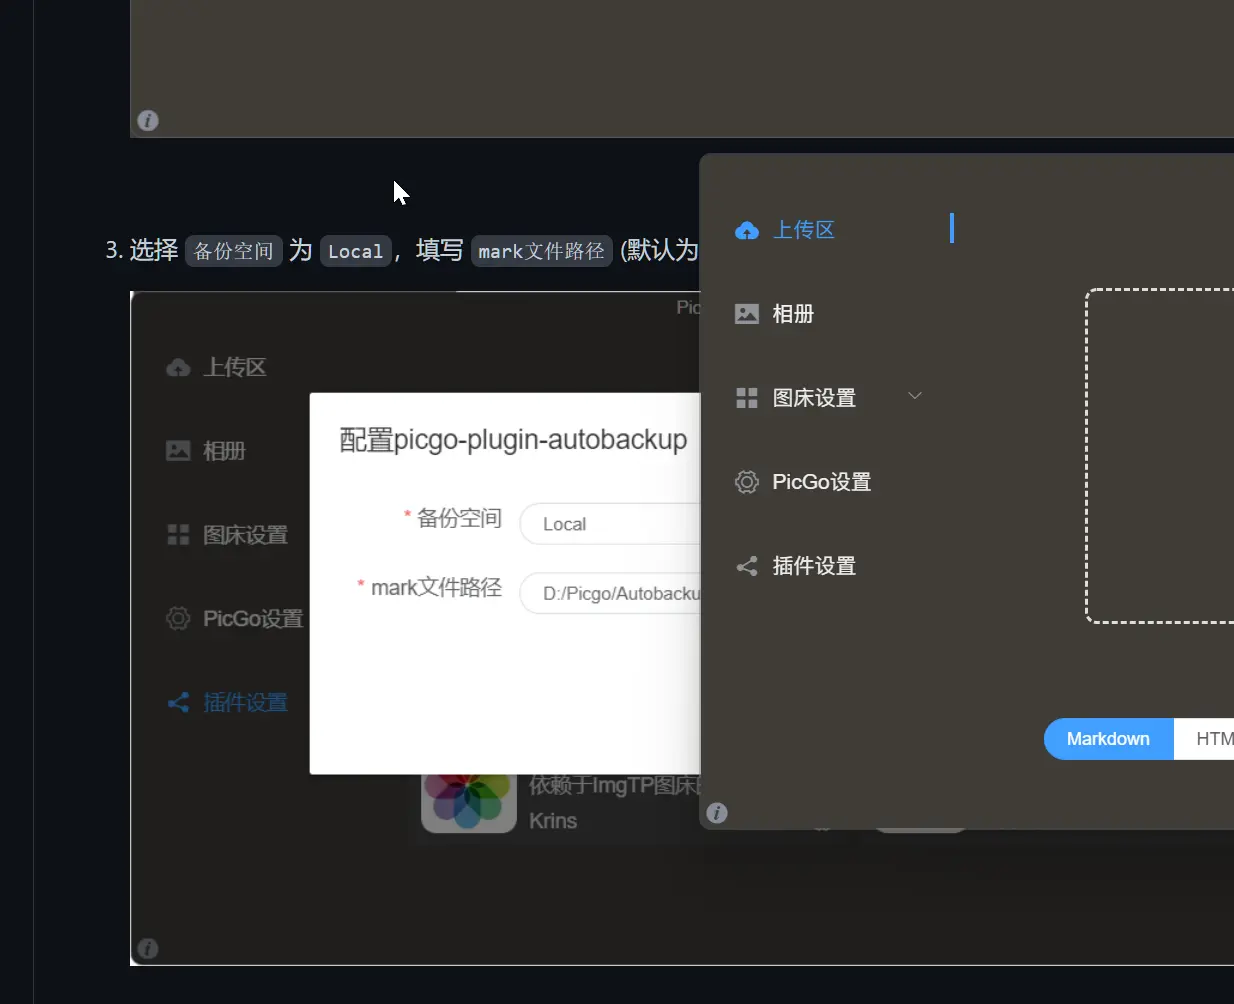 3. 选择 备份空间 为 Local，填写 mark文件路径 (默认为
Pic
上传区
相册
图床设置
PicGo设置
插件设置
配置picgo-plugin-autobackup
* 备份空间
Local
* mark文件路径
D:/Picgo/Autobacku
依赖于ImgTP图床
Krins
上传区
相册
图床设置
PicGo设置
插件设置
Markdown
HTM